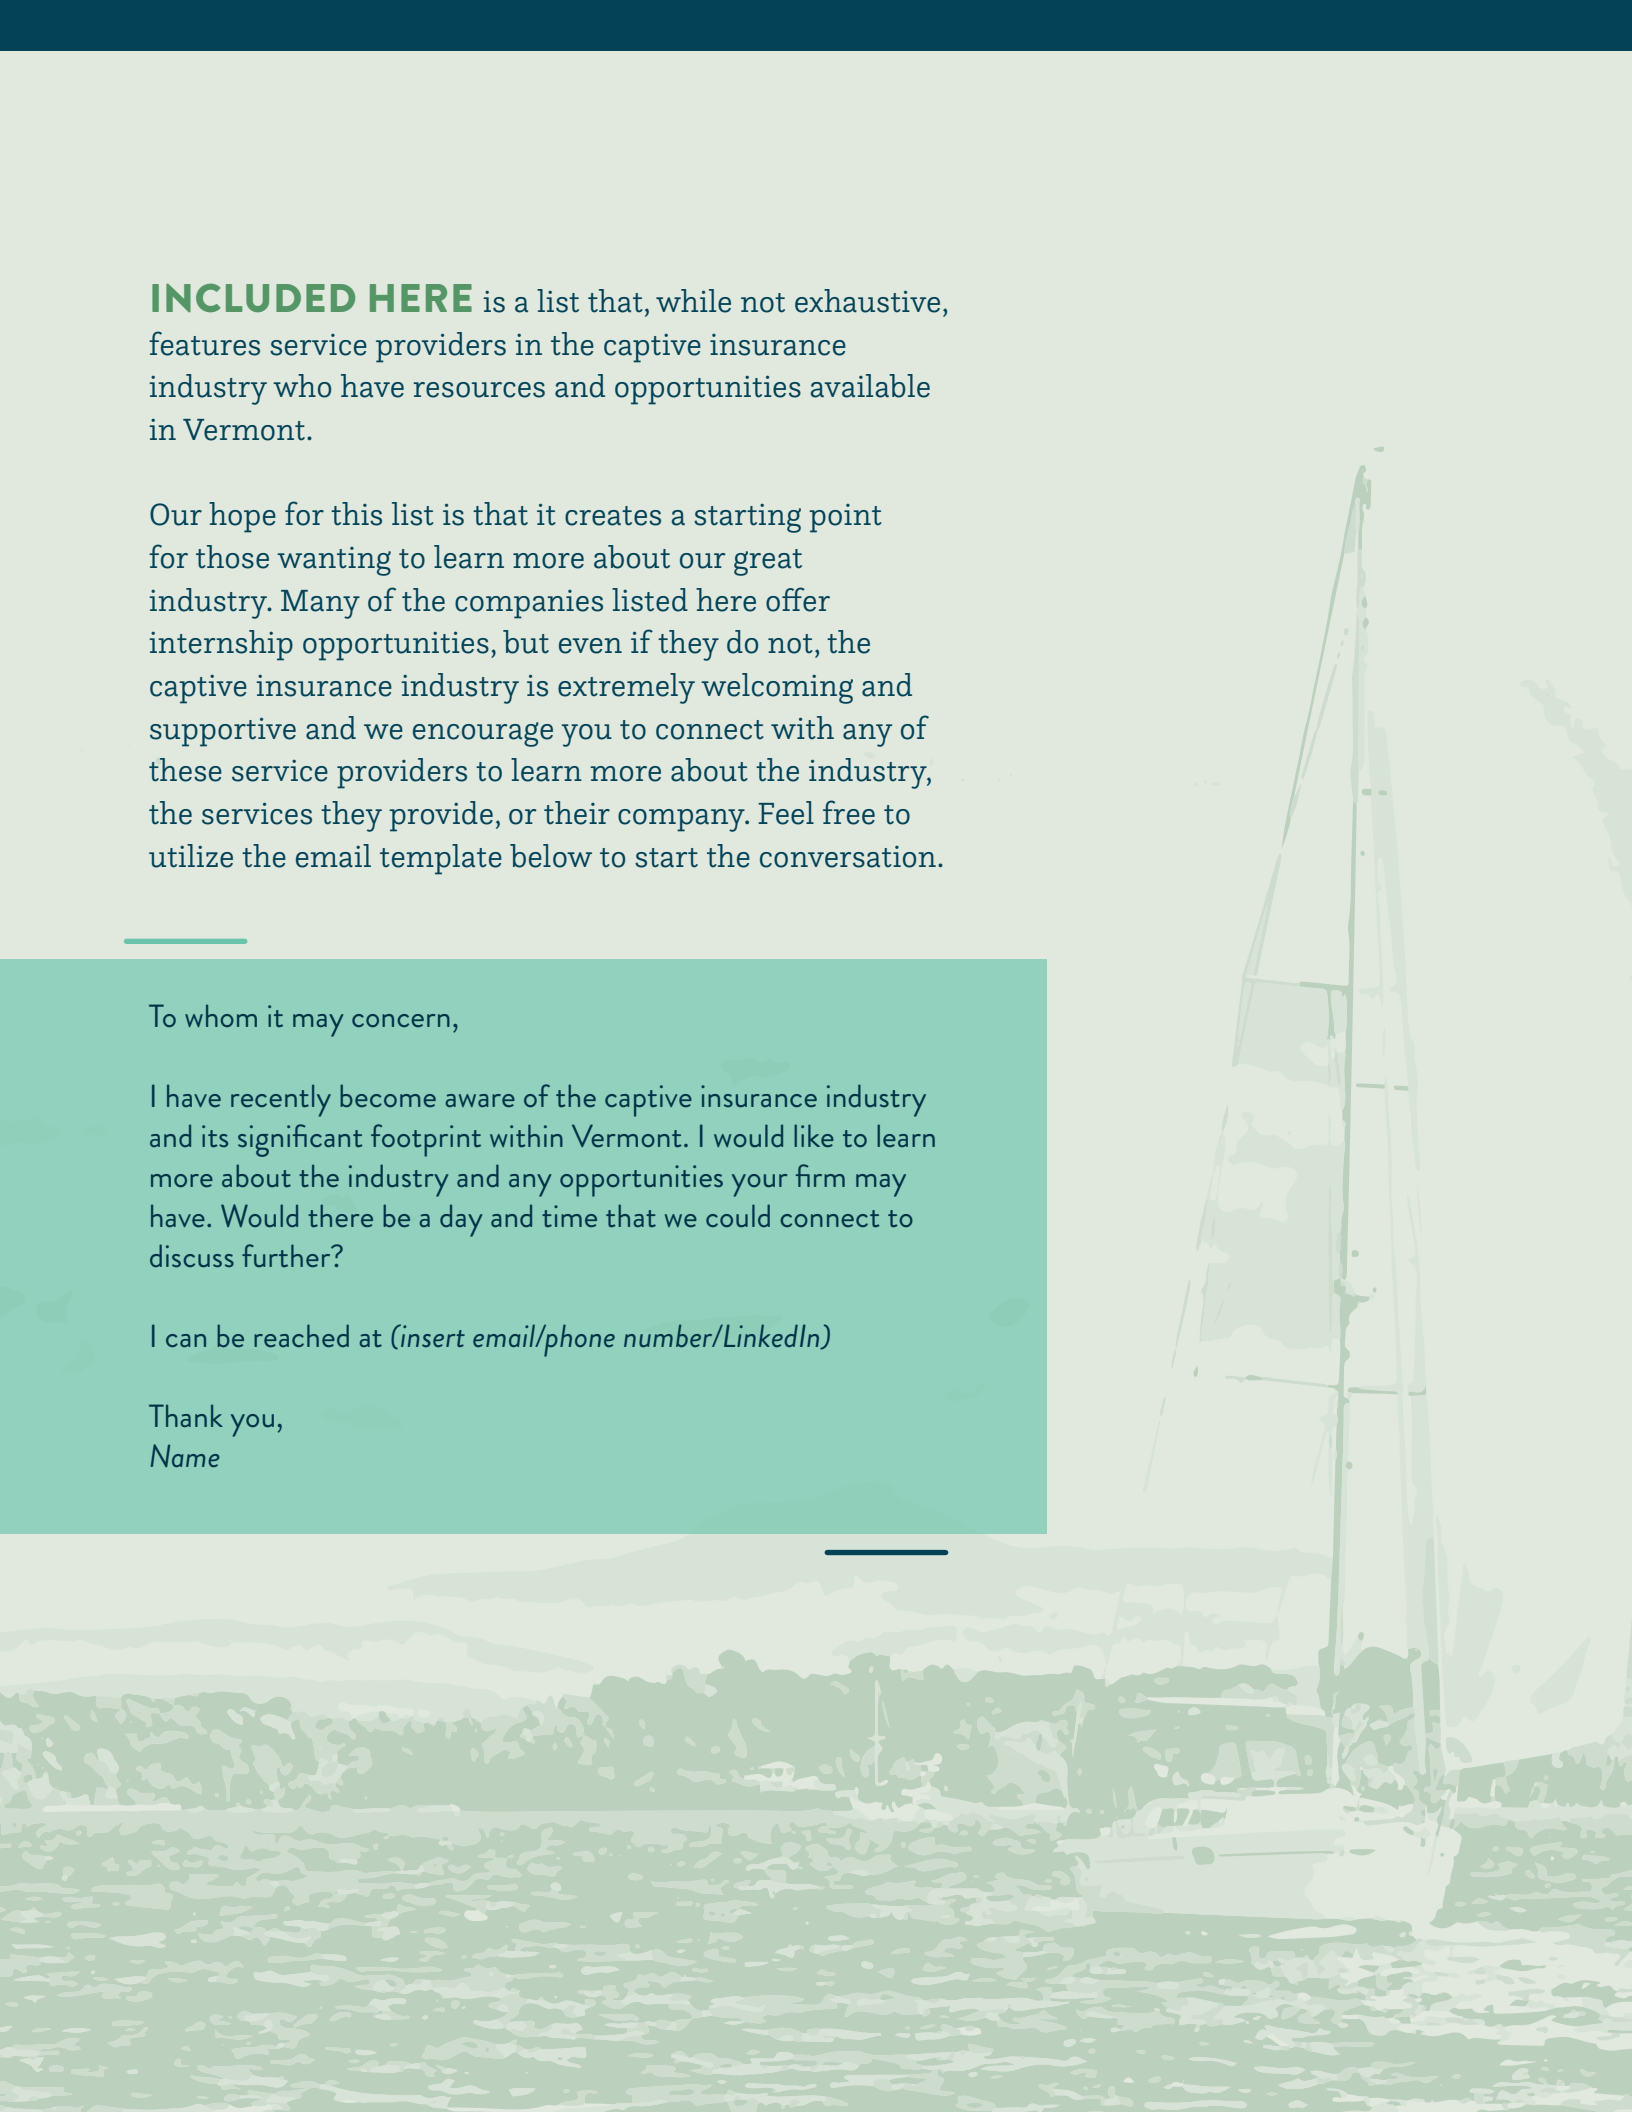 INCLUDED HERE is a list that, while not exhaustive,
features service providers in the captive insurance
industry who have resources and opportunities available
in Vermont.
Our hope for this list is that it creates a starting point
for those wanting to learn more about our great
industry. Many of the companies listed here offer
internship opportunities, but even if they do not, the
captive insurance industry is extremely welcoming and
supportive and we encourage you to connect with any of
these service providers to learn more about the industry,
the services they provide, or their company. Feel free to
utilize the email template below to start the conversation.
To whom it may concern,
I have recently become aware of the captive insurance industry
and its significant footprint within Vermont. I would like to learn
more about the industry and any opportunities your firm may
have. Would there be a day and time that we could connect to
discuss further?
I can be reached at (insert email/phone number/LinkedIn)
Thank you,
Name